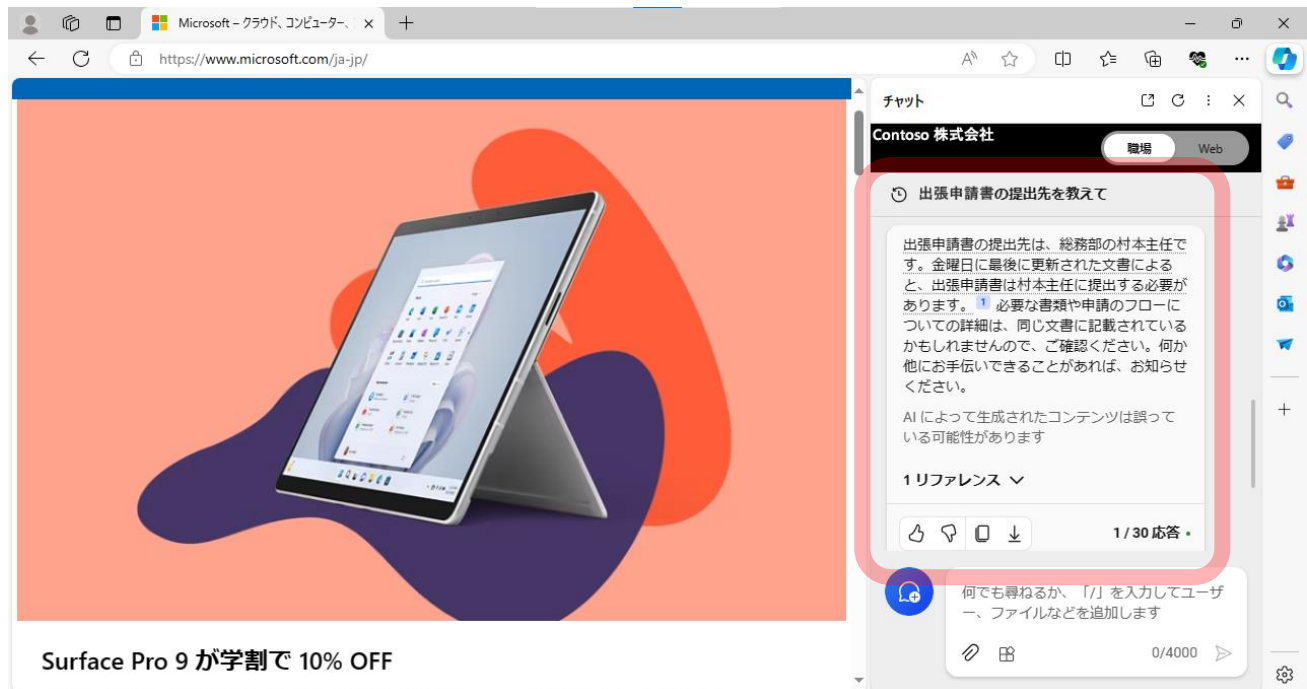 Microsoft – クラウド、コンピューター、
https://www.microsoft.com/ja-jp/
チャット
Contoso 株式会社
職場
Web
出張申請書の提出先を教えて
出張申請書の提出先は、総務部の村本主任で
す。金曜日に最後に更新された文書による
と、出張申請書は村本主任に提出する必要が
あります。 1 必要な書類や申請のフローに
ついての詳細は、同じ文書に記載されている
かもしれませんので、ご確認ください。何か
他にお手伝いできることがあれば、お知らせ
ください。
AI によって生成されたコンテンツは誤って
いる可能性があります
1 リファレンス
1 / 30 応答
何でも尋ねるか、「/」を入力してユーザ
ー、ファイルなどを追加します
0/4000
Surface Pro 9 が学割で 10% OFF